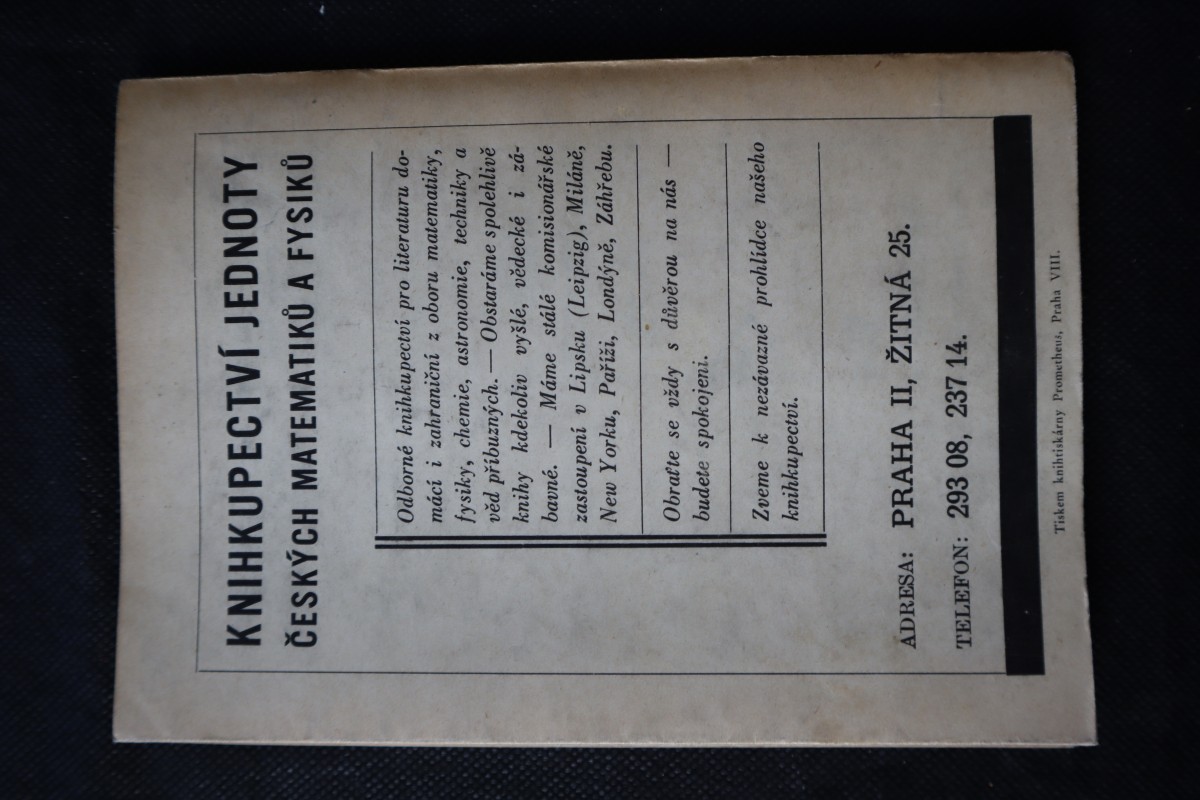 KNIHKUPECTVÍ JEDNOTY
ČESKÝCH MATEMATIKŮ A FYSIKŮ
Odborné knihkupectví pro literaturu do-
mácí i zahraniční z oboru matematiky,
fysiky, chemie, astronomie, techniky a
věd příbuzných. — Obstaráme spolehlivě
knihy kdekoliv vyšlé, vědecké i zá-
bavné. — Máme stálé komisionářské
zastoupení v Lipsku (Leipzig), Miláně,
New Yorku, Paříži, Londýně, Záhřebu.
Obraťte se vždy s důvěrou na nás —
budete spokojeni.
Zveme k nezávazné prohlídce našeho
knihkupectví.
ADRESA: PRAHA II, ŽITNÁ 25.
TELEFON: 293 08, 237 14.
Tiskem knihtiskárny Prometheus, Praha VIII.